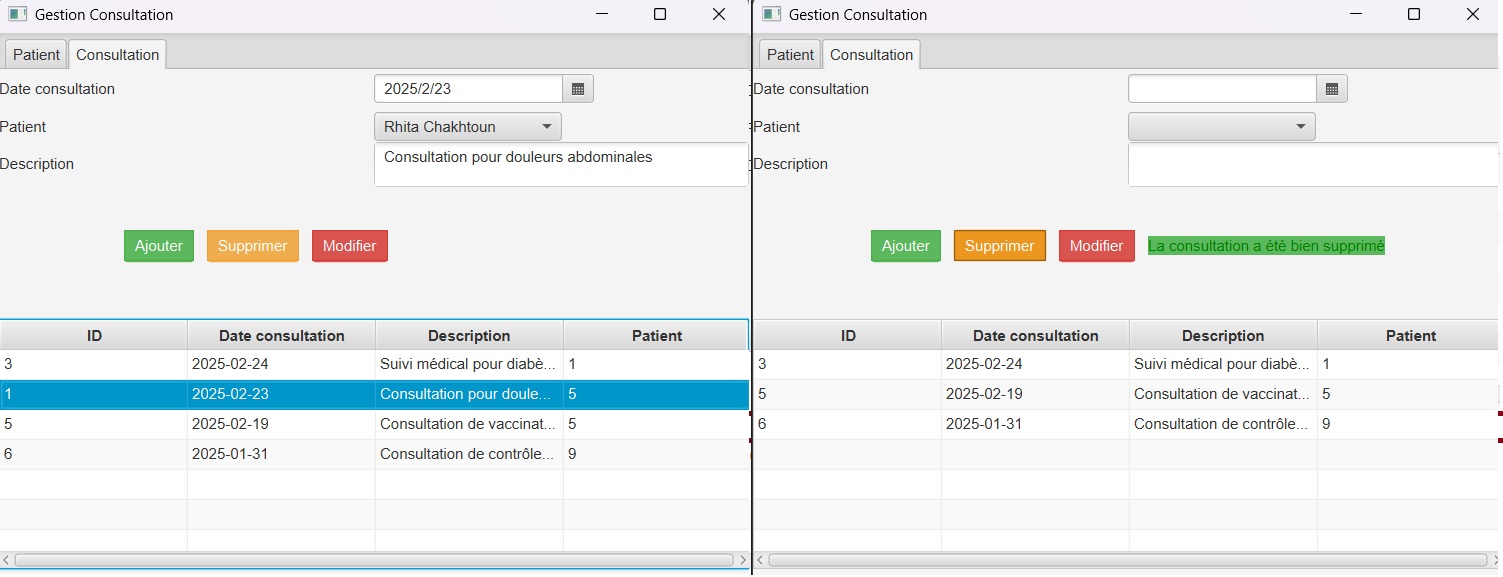 Gestion Consultation
Patient Consultation
Date consultation 2025/2/23
Patient Rhita Chakhtoun
Description Consultation pour douleurs abdominales
Ajouter Supprimer Modifier
ID Date consultation Description Patient
3 2025-02-24 Suivi médical pour diabè... 1
1 2025-02-23 Consultation pour doule... 5
5 2025-02-19 Consultation de vaccinat... 5
6 2025-01-31 Consultation de contrôle... 9
Gestion Consultation
Patient Consultation
Date consultation
Patient
Description
Ajouter Supprimer Modifier La consultation a été bien supprimé
ID Date consultation Description Patient
3 2025-02-24 Suivi médical pour diabè... 1
5 2025-02-19 Consultation de vaccinat... 5
6 2025-01-31 Consultation de contrôle... 9